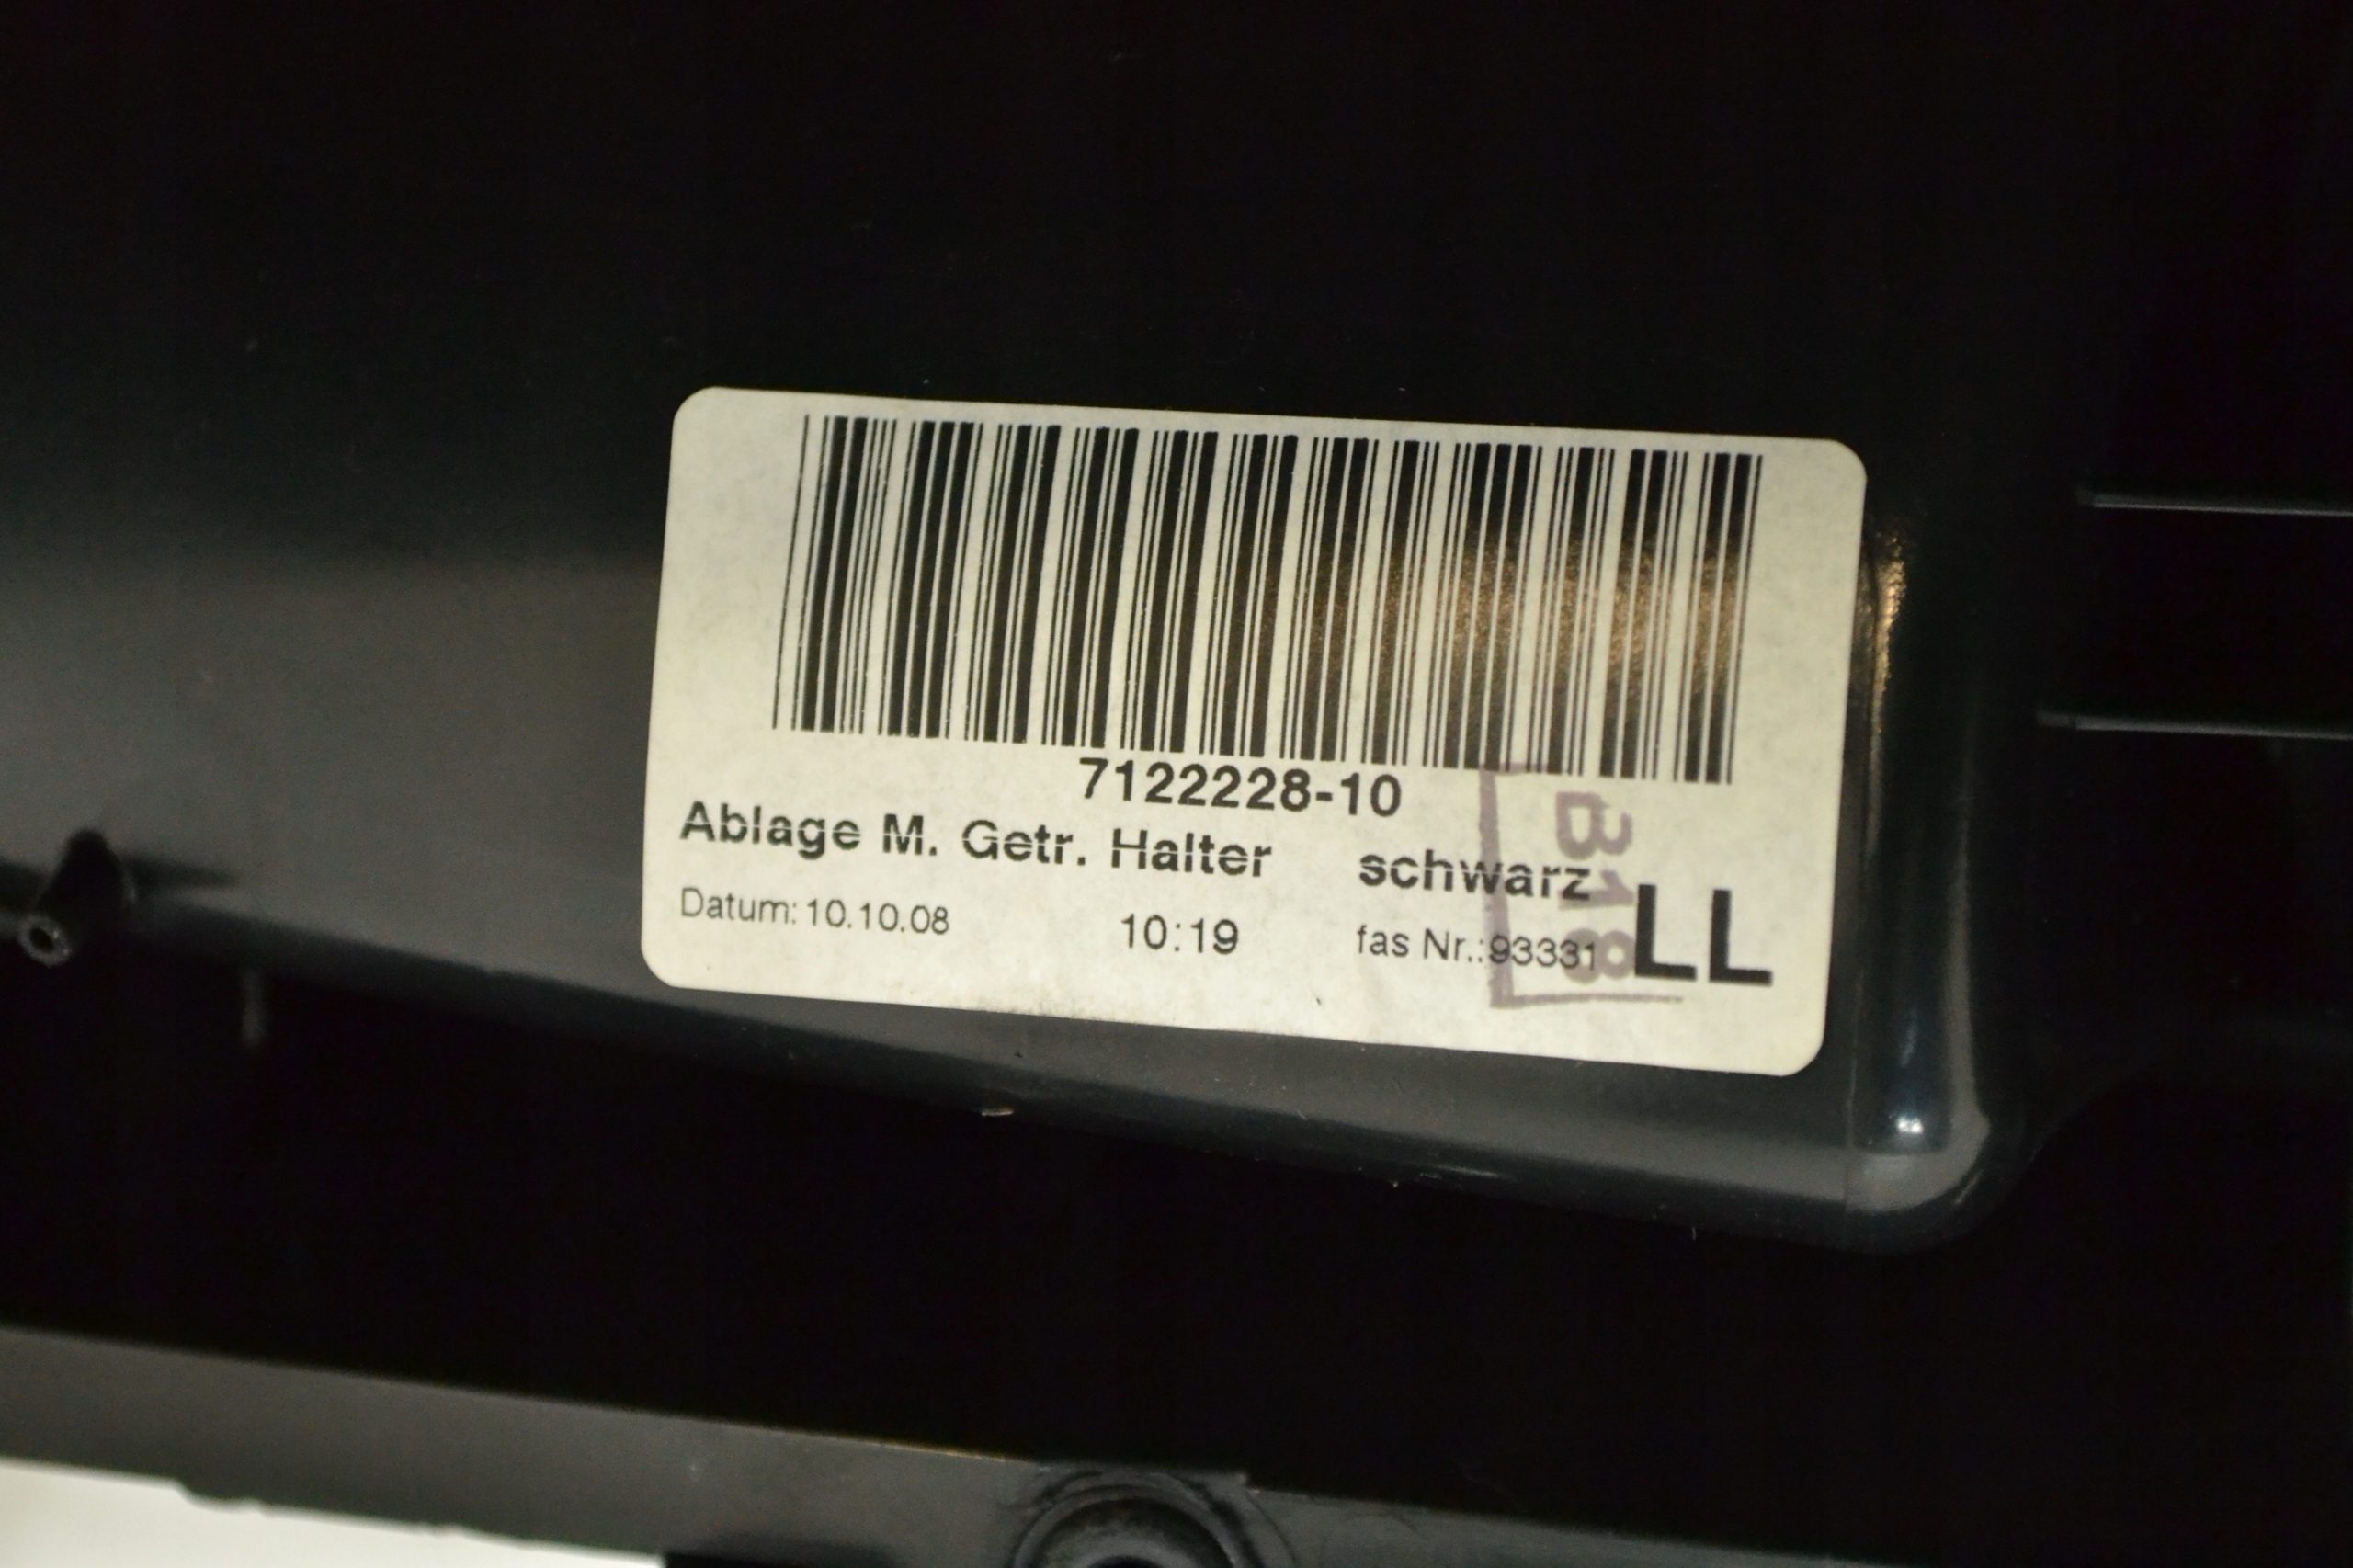 7122228-10
Ablage M. Getr. Halter schwarz
Datum: 10.10.08 10:19 fas Nr.:93331 LL
B18